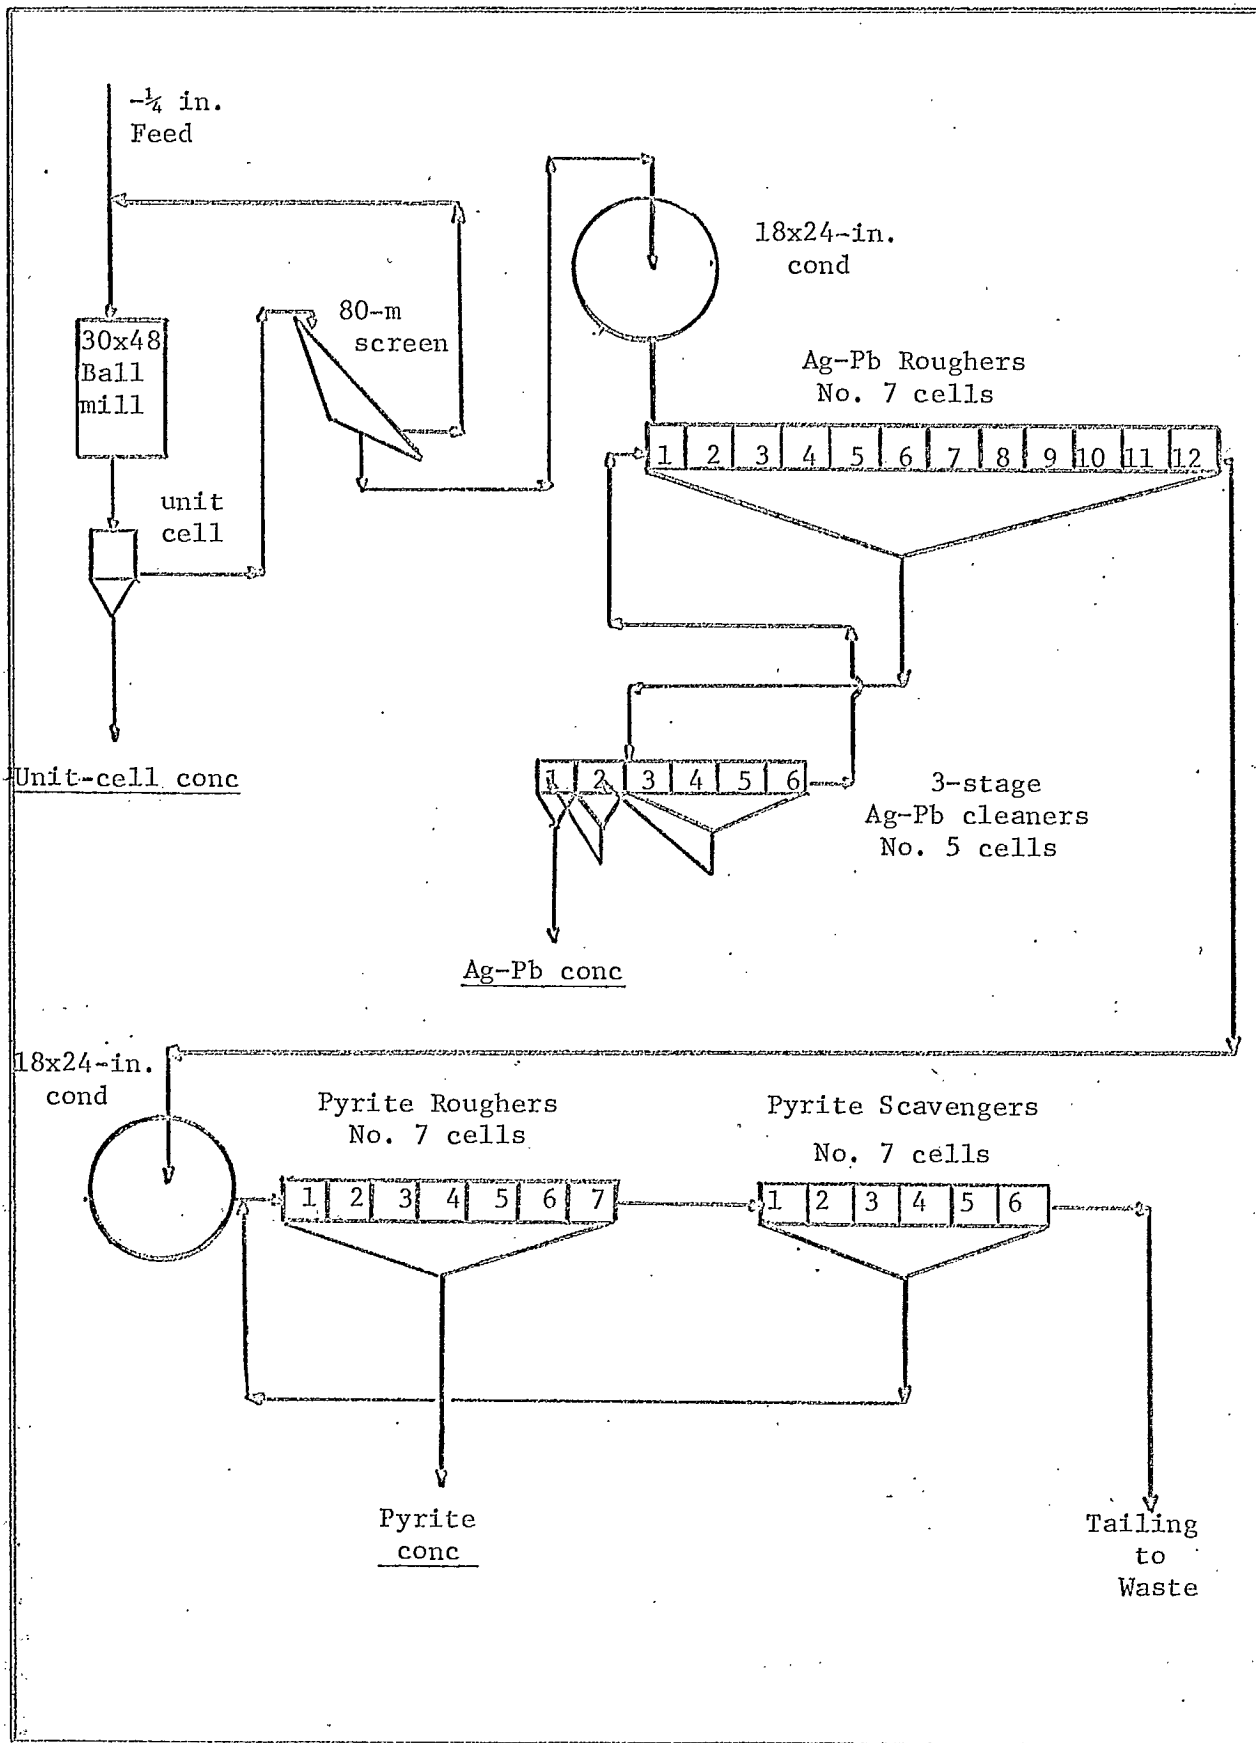 -¼ in.
Feed
30x48
Ball
mill
unit
cell
Unit-cell conc
80-m
screen
18x24-in.
cond
Ag-Pb Roughers
No. 7 cells
1 2 3 4 5 6 7 8 9 10 11 12
1 2 3 4 5 6
3-stage
Ag-Pb cleaners
No. 5 cells
Ag-Pb conc
18x24-in.
cond
Pyrite Roughers
No. 7 cells
1 2 3 4 5 6 7
Pyrite Scavengers
No. 7 cells
1 2 3 4 5 6
Pyrite
conc
Tailing
to
Waste